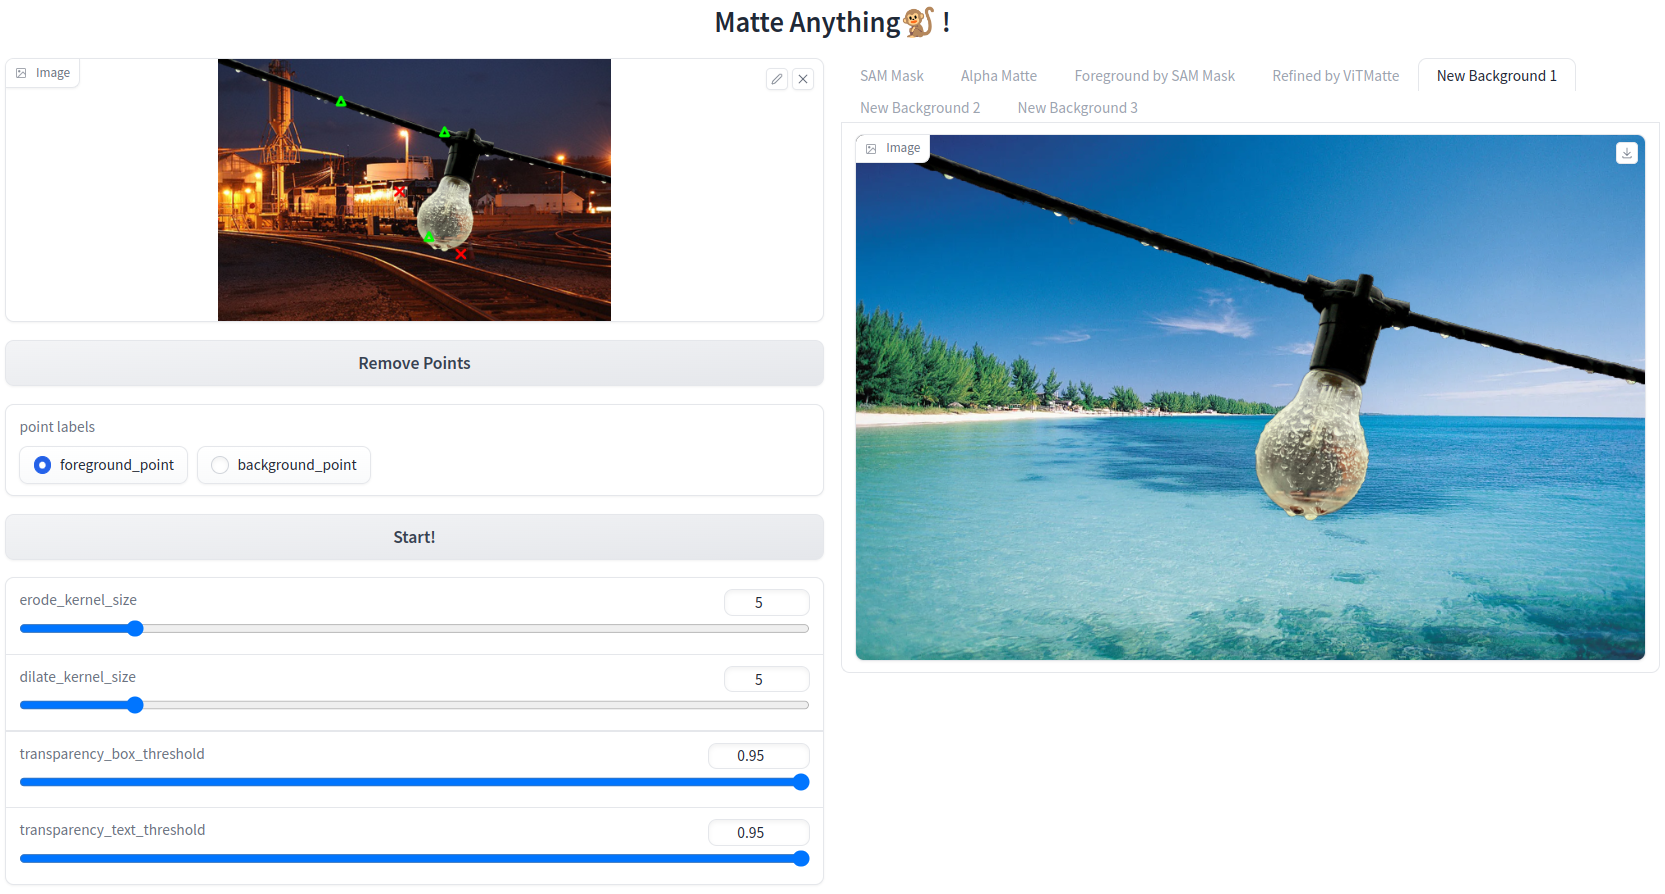 Matte Anything🐒 !
Image
Remove Points
point labels
foreground_point
background_point
Start!
erode_kernel_size
5
dilate_kernel_size
5
transparency_box_threshold
0.95
transparency_text_threshold
0.95
SAM Mask
Alpha Matte
Foreground by SAM Mask
Refined by ViTMatte
New Background 1
New Background 2
New Background 3
Image